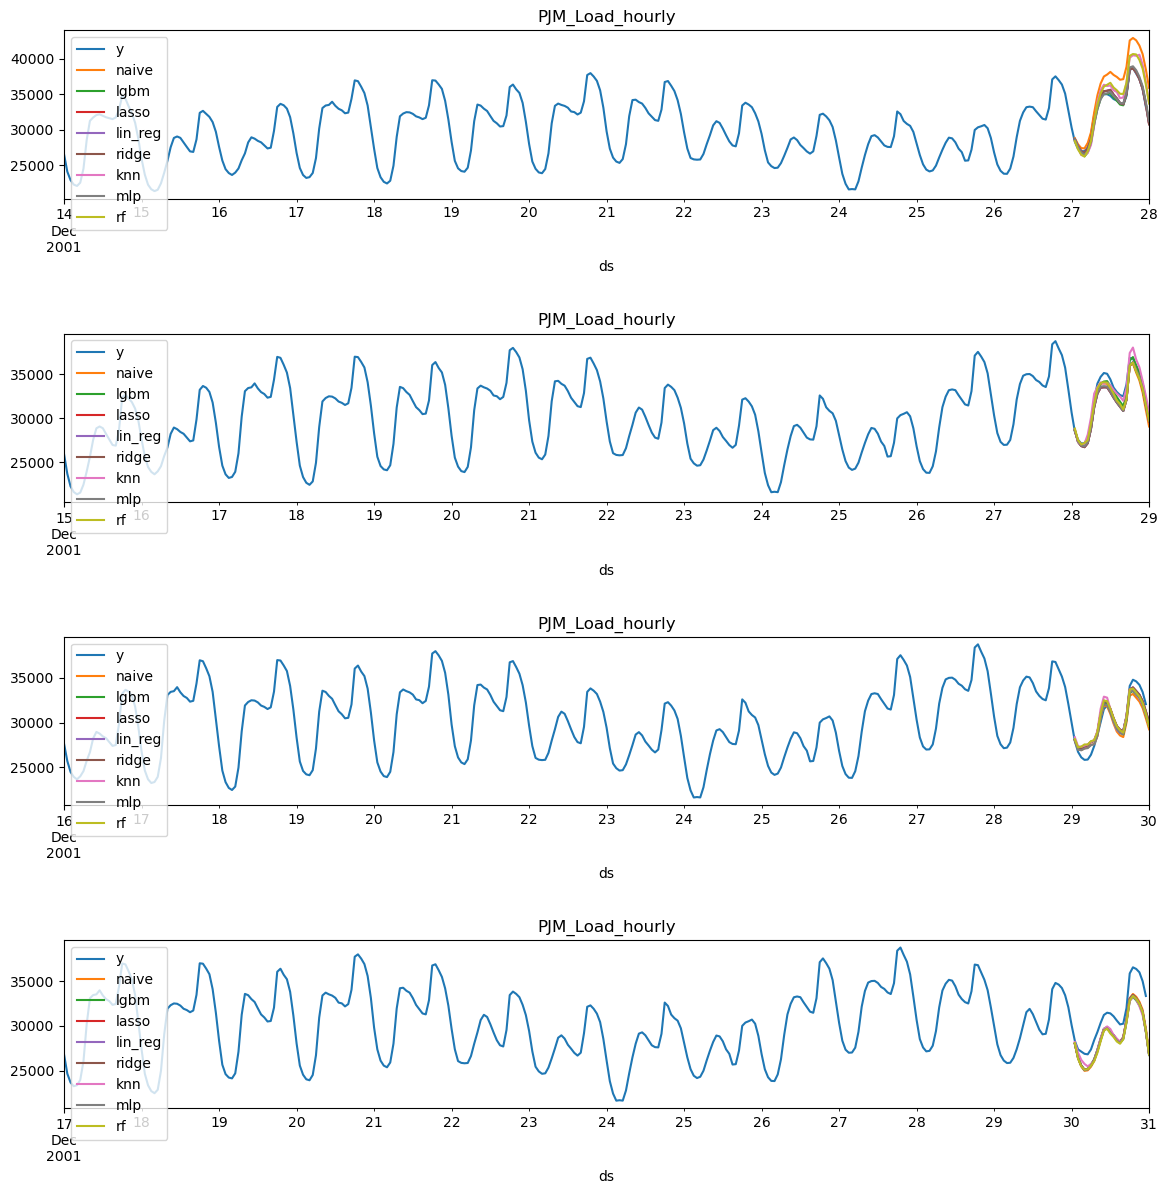 PJM_Load_hourly
40000
35000
30000
25000
y
naive
lgbm
lasso
lin_reg
ridge
knn
mlp
rf
14 15 16 17 18 19 20 21 22 23 24 25 26 27 28
Dec
2001
ds
PJM_Load_hourly
35000
30000
25000
y
naive
lgbm
lasso
lin_reg
ridge
knn
mlp
rf
15 16 17 18 19 20 21 22 23 24 25 26 27 28 29
Dec
2001
ds
PJM_Load_hourly
35000
30000
25000
y
naive
lgbm
lasso
lin_reg
ridge
knn
mlp
rf
16 17 18 19 20 21 22 23 24 25 26 27 28 29 30
Dec
2001
ds
PJM_Load_hourly
35000
30000
25000
y
naive
lgbm
lasso
lin_reg
ridge
knn
mlp
rf
17 18 19 20 21 22 23 24 25 26 27 28 29 30 31
Dec
2001
ds